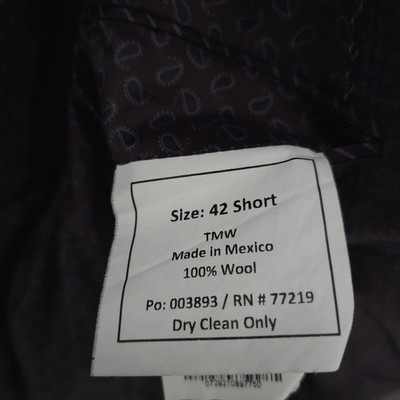 Size: 42 Short
TMW
Made in Mexico
100% Wool
Po: 003893 / RN # 77219
Dry Clean Only